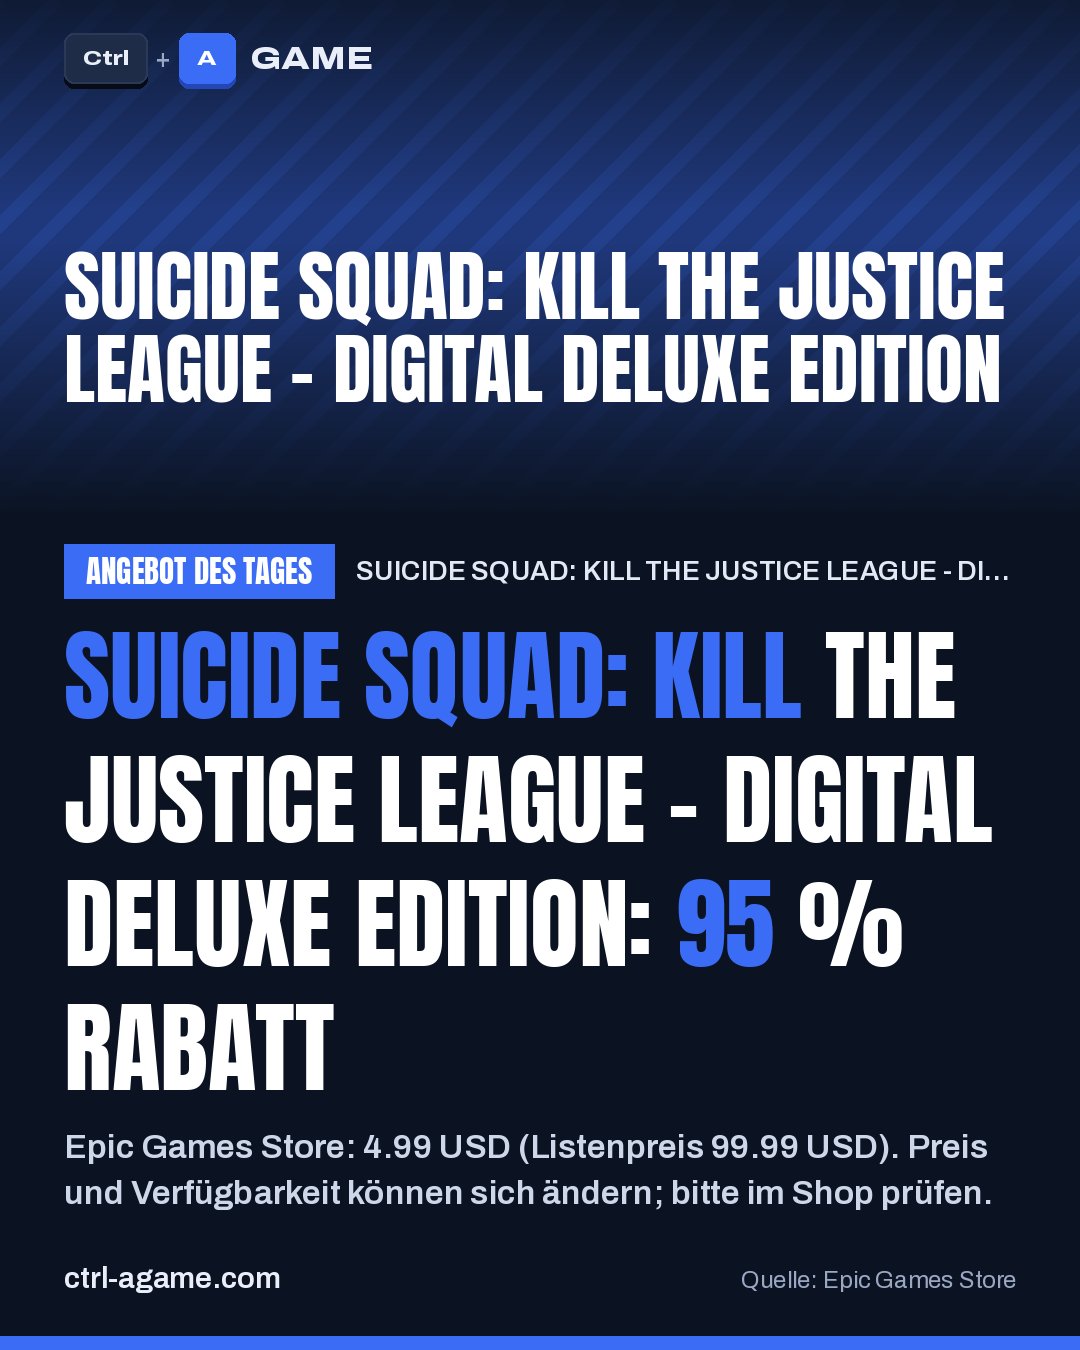 Ctrl + A GAME
SUICIDE SQUAD: KILL THE JUSTICE
LEAGUE - DIGITAL DELUXE EDITION
ANGEBOT DES TAGES SUICIDE SQUAD: KILL THE JUSTICE LEAGUE - DI...
SUICIDE SQUAD: KILL THE
JUSTICE LEAGUE - DIGITAL
DELUXE EDITION: 95 %
RABATT
Epic Games Store: 4.99 USD (Listenpreis 99.99 USD). Preis
und Verfügbarkeit können sich ändern; bitte im Shop prüfen.
ctrl-agame.com Quelle: Epic Games Store